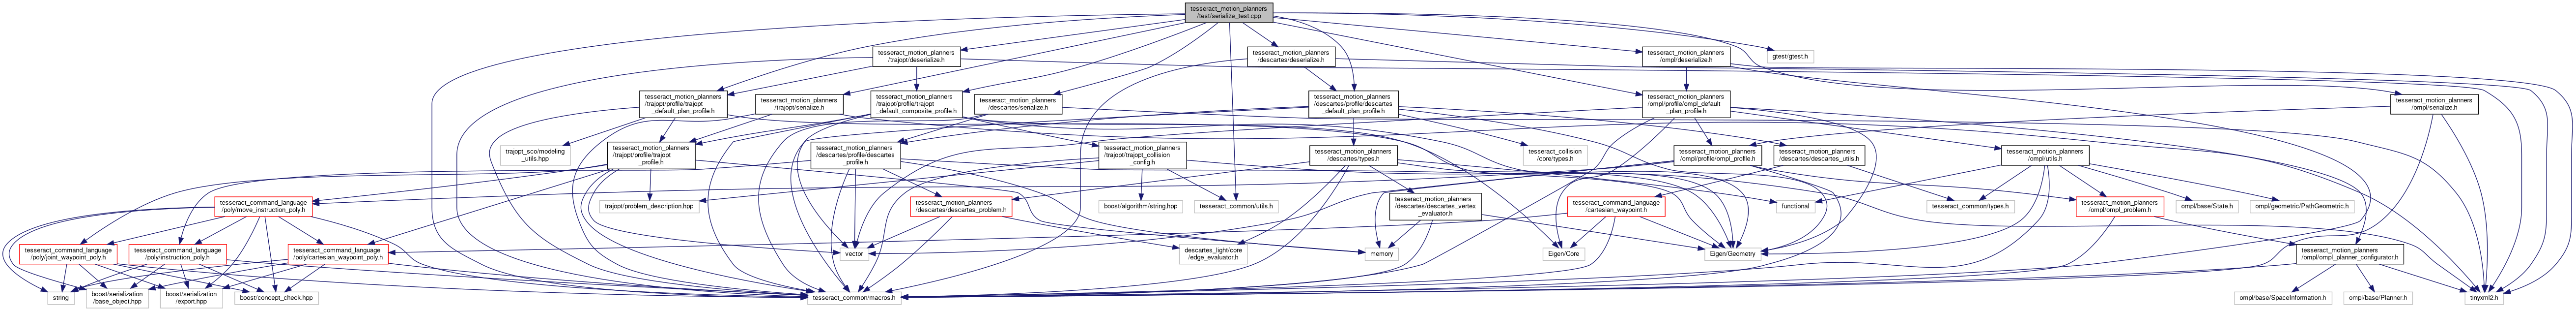 tesseract_motion_planners
/test/serialize_test.cpp
tesseract_motion_planners
/trajopt/deserialize.h
tesseract_motion_planners
/descartes/deserialize.h
tesseract_motion_planners
/ompl/deserialize.h
gtest/gtest.h
tesseract_motion_planners
/trajopt/profile/trajopt
_default_plan_profile.h
tesseract_motion_planners
/trajopt/serialize.h
tesseract_motion_planners
/trajopt/profile/trajopt
_default_composite_profile.h
tesseract_motion_planners
/descartes/serialize.h
tesseract_motion_planners
/descartes/profile/descartes
_default_plan_profile.h
tesseract_motion_planners
/ompl/profile/ompl_default
_plan_profile.h
tesseract_motion_planners
/ompl/serialize.h
trajopt_sco/modeling
_utils.hpp
tesseract_motion_planners
/trajopt/profile/trajopt
_profile.h
tesseract_motion_planners
/descartes/profile/descartes
_profile.h
tesseract_motion_planners
/trajopt/trajopt_collision
_config.h
tesseract_motion_planners
/descartes/types.h
tesseract_collision
/core/types.h
tesseract_motion_planners
/ompl/profile/ompl_profile.h
tesseract_motion_planners
/descartes/descartes_utils.h
tesseract_motion_planners
/ompl/utils.h
tesseract_command_language
/poly/move_instruction_poly.h
trajopt/problem_description.hpp
tesseract_motion_planners
/descartes/descartes_problem.h
boost/algorithm/string.hpp
tesseract_common/utils.h
tesseract_motion_planners
/descartes/descartes_vertex
_evaluator.h
tesseract_command_language
/cartesian_waypoint.h
functional
tesseract_common/types.h
tesseract_motion_planners
/ompl/ompl_problem.h
ompl/base/State.h
ompl/geometric/PathGeometric.h
tesseract_command_language
/poly/joint_waypoint_poly.h
tesseract_command_language
/poly/instruction_poly.h
tesseract_command_language
/poly/cartesian_waypoint_poly.h
vector
descartes_light/core
/edge_evaluator.h
memory
Eigen/Core
Eigen/Geometry
tesseract_motion_planners
/ompl/ompl_planner_configurator.h
string
boost/serialization
/base_object.hpp
boost/serialization
/export.hpp
boost/concept_check.hpp
tesseract_common/macros.h
ompl/base/SpaceInformation.h
ompl/base/Planner.h
tinyxml2.h